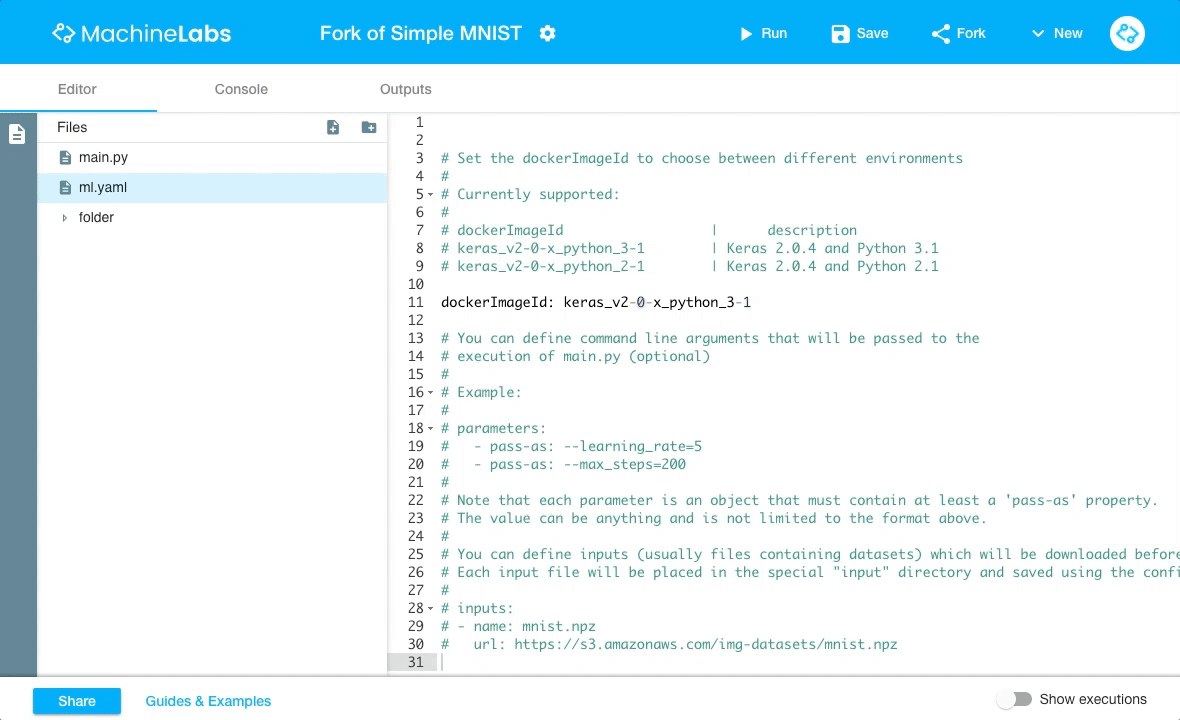 MachineLabs
Fork of Simple MNIST
Run
Save
Fork
New
Editor
Console
Outputs
Files
main.py
ml.yaml
folder
1
2
3 # Set the dockerImageId to choose between different environments
4 #
5 # Currently supported:
6 #
7 # dockerImageId | description
8 # keras_v2-0-x_python_3-1 | Keras 2.0.4 and Python 3.1
9 # keras_v2-0-x_python_2-1 | Keras 2.0.4 and Python 2.1
10
11 dockerImageId: keras_v2-0-x_python_3-1
12
13 # You can define command line arguments that will be passed to the
14 # execution of main.py (optional)
15 #
16 # Example:
17 #
18 # parameters:
19 #   - pass-as: --learning_rate=5
20 #   - pass-as: --max_steps=200
21 #
22 # Note that each parameter is an object that must contain at least a 'pass-as' property.
23 # The value can be anything and is not limited to the format above.
24 #
25 # You can define inputs (usually files containing datasets) which will be downloaded before
26 # Each input file will be placed in the special "input" directory and saved using the confi
27 #
28 # inputs:
29 # - name: mnist.npz
30 #   url: https://s3.amazonaws.com/img-datasets/mnist.npz
31
Share
Guides & Examples
Show executions